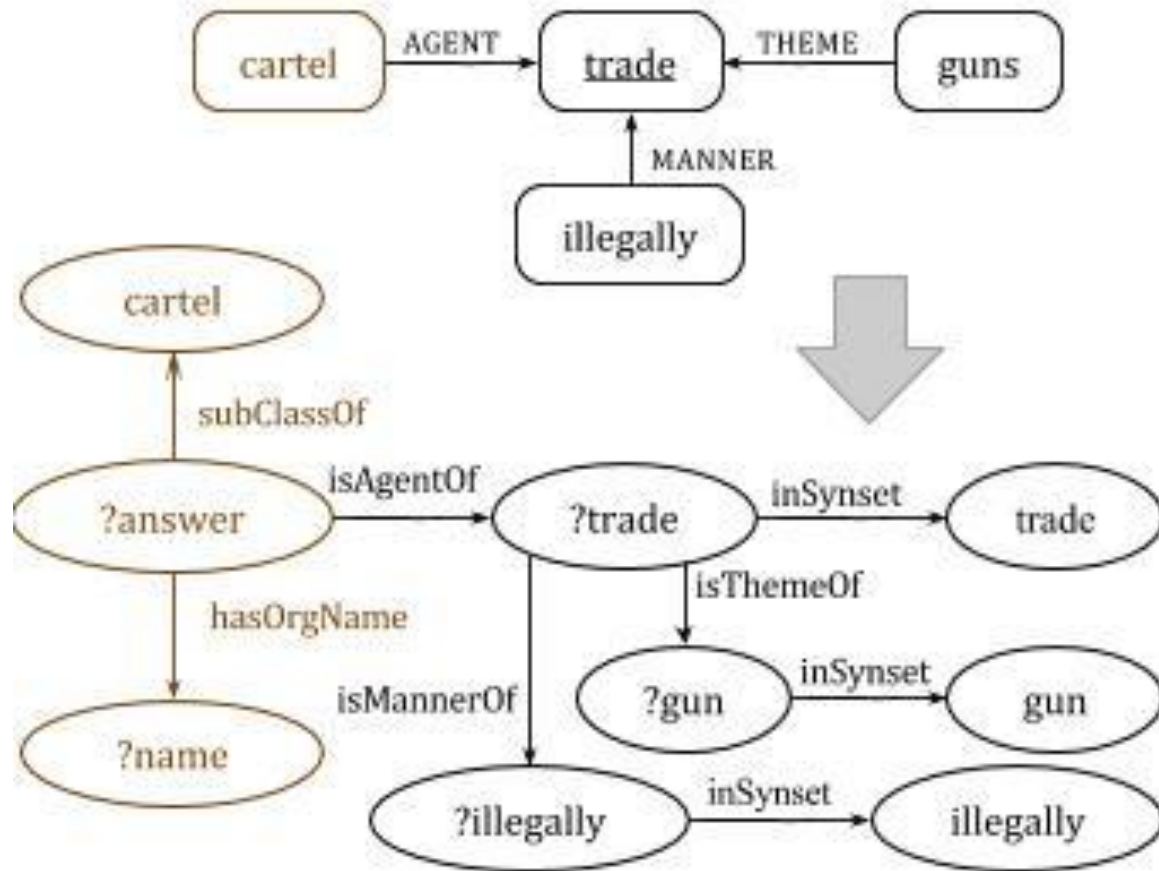 cartel AGENT trade THEME guns
MANNER
illegally
cartel
subClassOf
?answer isAgentOf ?trade inSynset trade
isThemeOf
hasOrgName
isMannerOf ?gun inSynset gun
?name
?illegally inSynset illegally